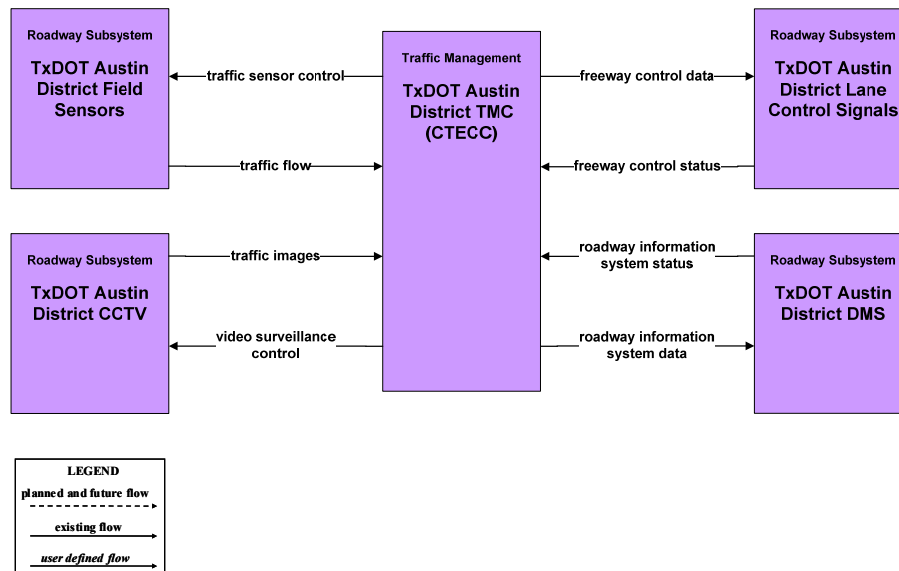 Roadway Subsystem
TxDOT Austin
District Field
Sensors
traffic sensor control
traffic flow
Traffic Management
TxDOT Austin
District TMC
(CTECC)
freeway control data
freeway control status
Roadway Subsystem
TxDOT Austin
District Lane
Control Signals
Roadway Subsystem
TxDOT Austin
District CCTV
traffic images
video surveillance
control
roadway information
system status
roadway information
system data
Roadway Subsystem
TxDOT Austin
District DMS
LEGEND
planned and future flow
existing flow
user defined flow